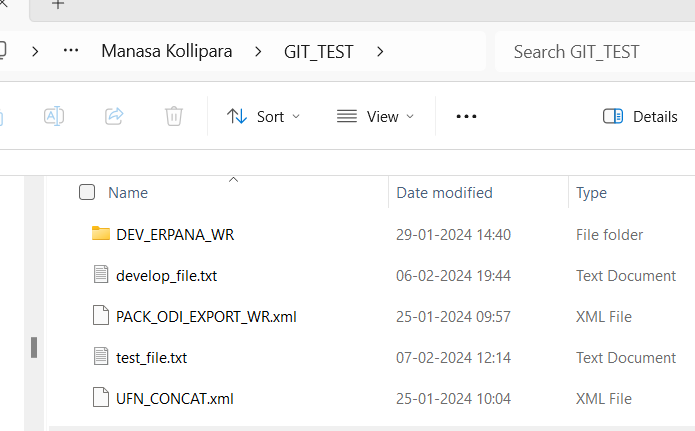 Manasa Kollipara > GIT_TEST > Search GIT_TEST
Sort View Details
Name Date modified Type
DEV_ERPANA_WR 29-01-2024 14:40 File folder
develop_file.txt 06-02-2024 19:44 Text Document
PACK_ODI_EXPORT_WR.xml 25-01-2024 09:57 XML File
test_file.txt 07-02-2024 12:14 Text Document
UFN_CONCAT.xml 25-01-2024 10:04 XML File